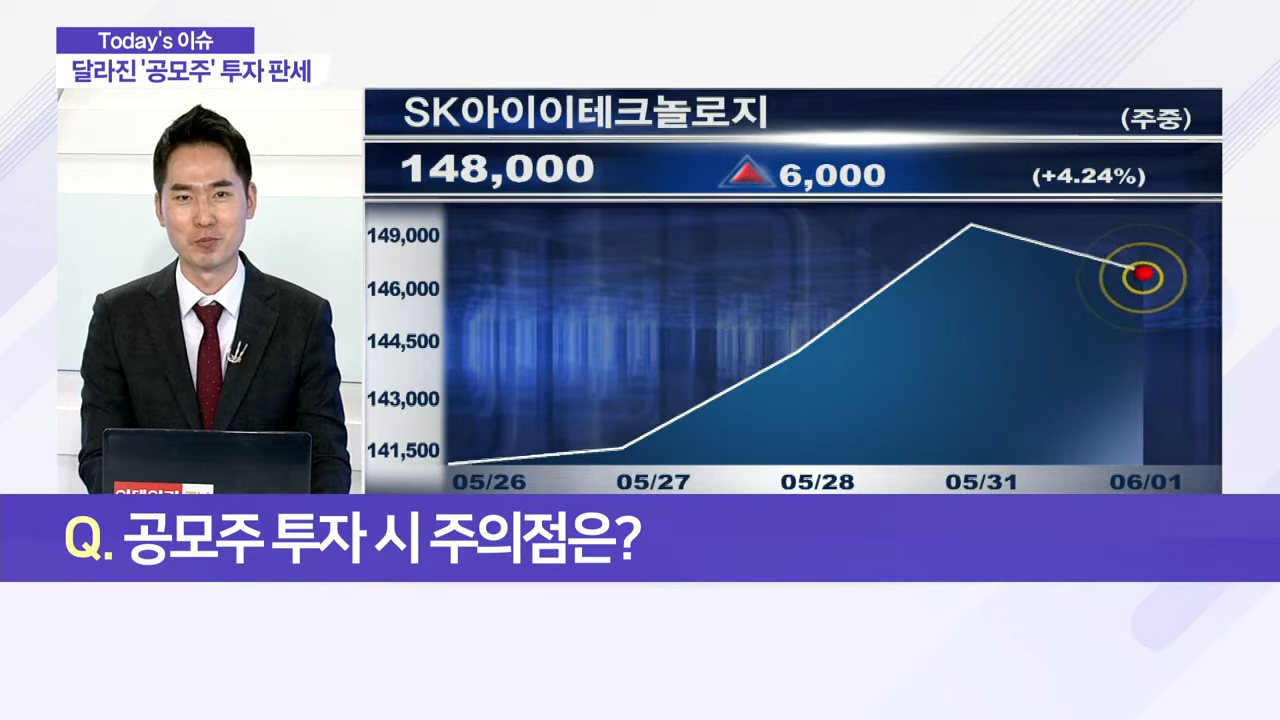 Today's 이슈
달라진 '공모주' 투자 판세
SK아이이테크놀로지 (주중)
148,000 6,000 (+4.24%)
149,000
146,000
144,500
143,000
141,500
05/26 05/27 05/28 05/31 06/01
Q. 공모주 투자 시 주의점은?